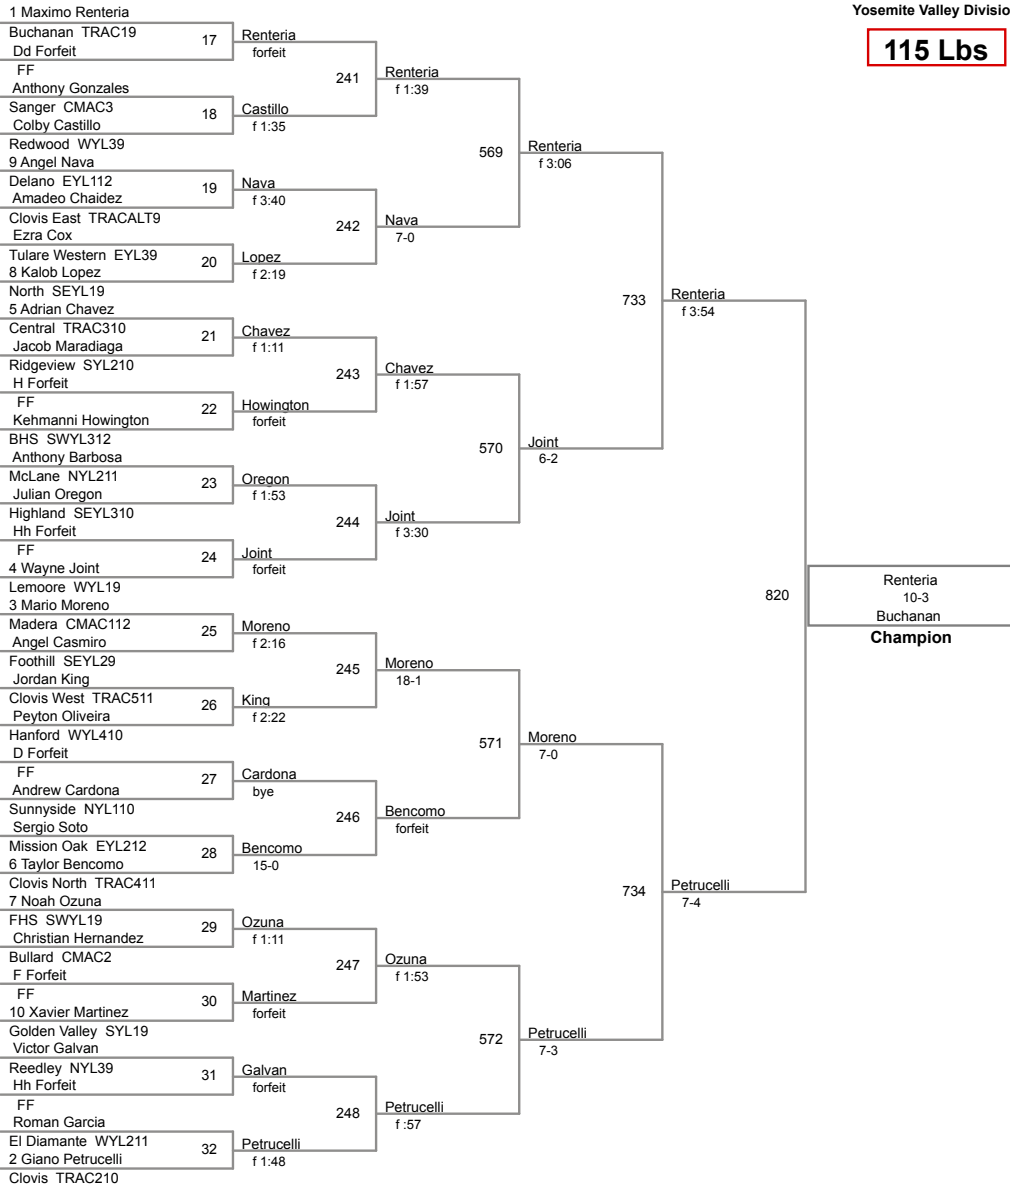 Yosemite Valley Divisio
115 Lbs
1 Maximo Renteria
Buchanan TRAC19
Dd Forfeit
FF
Anthony Gonzales
Sanger CMAC3
Colby Castillo
Redwood WYL39
9 Angel Nava
Delano EYL112
Amadeo Chaidez
Clovis East TRACALT9
Ezra Cox
Tulare Western EYL39
8 Kalob Lopez
North SEYL19
5 Adrian Chavez
Central TRAC310
Jacob Maradiaga
Ridgeview SYL210
H Forfeit
FF
Kehmanni Howington
BHS SWYL312
Anthony Barbosa
McLane NYL211
Julian Oregon
Highland SEYL310
Hh Forfeit
FF
4 Wayne Joint
Lemoore WYL19
3 Mario Moreno
Madera CMAC112
Angel Casmiro
Foothill SEYL29
Jordan King
Clovis West TRAC511
Peyton Oliveira
Hanford WYL410
D Forfeit
FF
Andrew Cardona
Sunnyside NYL110
Sergio Soto
Mission Oak EYL212
6 Taylor Bencomo
Clovis North TRAC411
7 Noah Ozuna
FHS SWYL19
Christian Hernandez
Bullard CMAC2
F Forfeit
FF
10 Xavier Martinez
Golden Valley SYL19
Victor Galvan
Reedley NYL39
Hh Forfeit
FF
Roman Garcia
El Diamante WYL211
2 Giano Petrucelli
Clovis TRAC210
17
Renteria
forfeit
18
Castillo
f 1:35
19
Nava
f 3:40
20
Lopez
f 2:19
21
Chavez
f 1:11
22
Howington
forfeit
23
Oregon
f 1:53
24
Joint
forfeit
25
Moreno
f 2:16
26
King
f 2:22
27
Cardona
bye
28
Bencomo
15-0
29
Ozuna
f 1:11
30
Martinez
forfeit
31
Galvan
forfeit
32
Petrucelli
f 1:48
241
Renteria
f 1:39
242
Nava
7-0
243
Chavez
f 1:57
244
Joint
f 3:30
245
Moreno
18-1
246
Bencomo
forfeit
247
Ozuna
f 1:53
248
Petrucelli
f :57
569
Renteria
f 3:06
570
Joint
6-2
571
Moreno
7-0
572
Petrucelli
7-3
733
Renteria
f 3:54
734
Petrucelli
7-4
820
Renteria
10-3
Buchanan
Champion